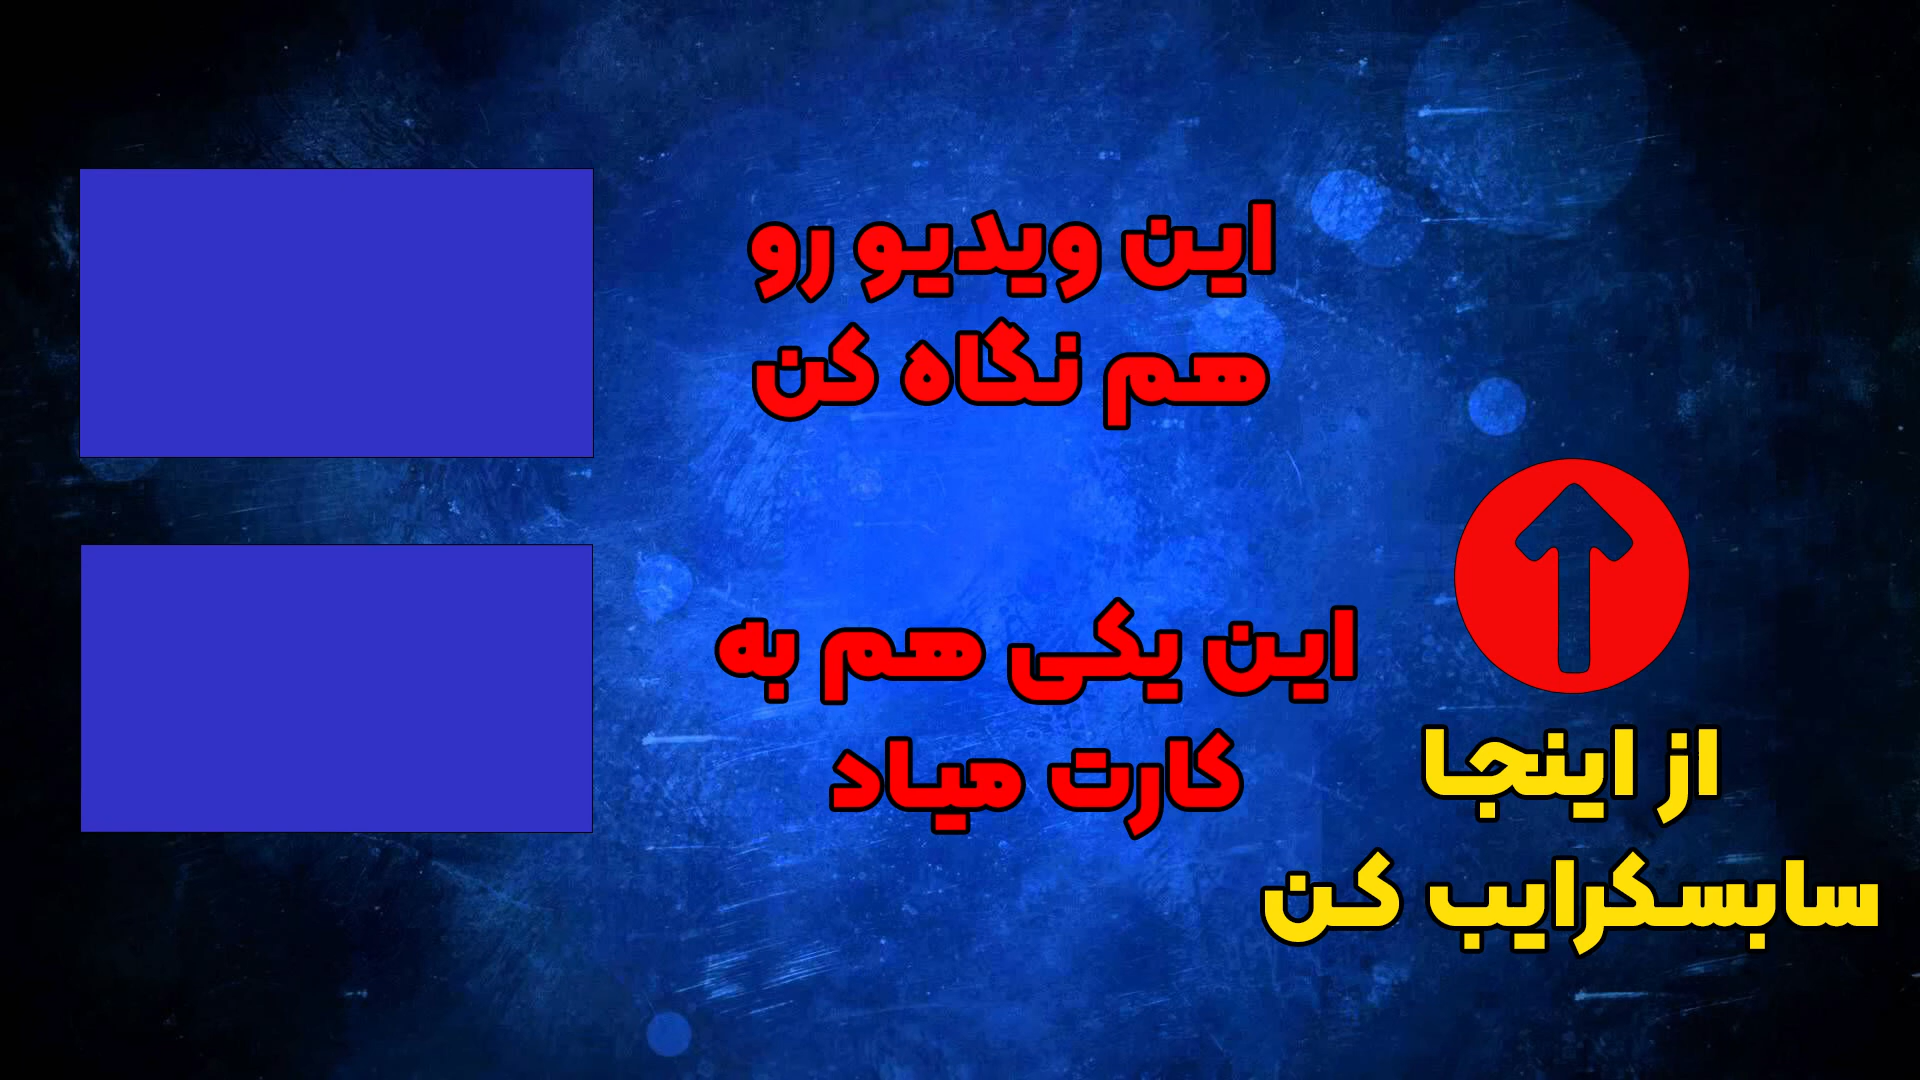 این ویدیو رو
هم نگاه کن
این یکی هم به
کارت میاد
از اینجا
سابسکرایب کن